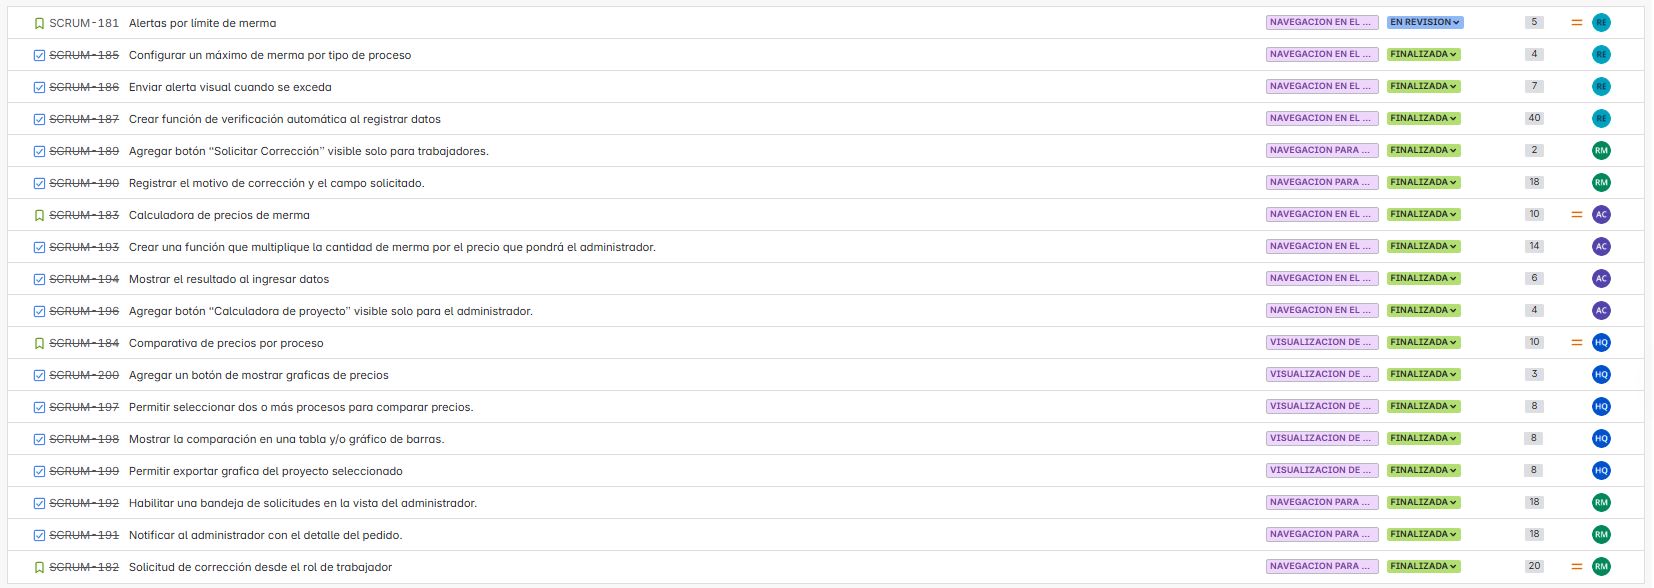 SCRUM-181 Alertas por límite de merma NAVEGACION EN EL ... EN REVISION 5 RE
SCRUM-185 Configurar un máximo de merma por tipo de proceso NAVEGACION EN EL ... FINALIZADA 4 RE
SCRUM-186 Enviar alerta visual cuando se exceda NAVEGACION EN EL ... FINALIZADA 7 RE
SCRUM-187 Crear función de verificación automática al registrar datos NAVEGACION EN EL ... FINALIZADA 40 RE
SCRUM-189 Agregar botón “Solicitar Corrección” visible solo para trabajadores. NAVEGACION PARA ... FINALIZADA 2 RM
SCRUM-190 Registrar el motivo de corrección y el campo solicitado. NAVEGACION PARA ... FINALIZADA 18 RM
SCRUM-183 Calculadora de precios de merma NAVEGACION EN EL ... FINALIZADA 10 AC
SCRUM-193 Crear una función que multiplique la cantidad de merma por el precio que pondrá el administrador. NAVEGACION EN EL ... FINALIZADA 14 AC
SCRUM-194 Mostrar el resultado al ingresar datos NAVEGACION EN EL ... FINALIZADA 6 AC
SCRUM-196 Agregar botón “Calculadora de proyecto” visible solo para el administrador. NAVEGACION EN EL ... FINALIZADA 4 AC
SCRUM-184 Comparativa de precios por proceso VISUALIZACION DE ... FINALIZADA 10 HQ
SCRUM-200 Agregar un botón de mostrar graficas de precios VISUALIZACION DE ... FINALIZADA 3 HQ
SCRUM-197 Permitir seleccionar dos o más procesos para comparar precios. VISUALIZACION DE ... FINALIZADA 8 HQ
SCRUM-198 Mostrar la comparación en una tabla y/o gráfico de barras. VISUALIZACION DE ... FINALIZADA 8 HQ
SCRUM-199 Permitir exportar grafica del proyecto seleccionado VISUALIZACION DE ... FINALIZADA 8 HQ
SCRUM-192 Habilitar una bandeja de solicitudes en la vista del administrador. NAVEGACION PARA ... FINALIZADA 18 RM
SCRUM-191 Notificar al administrador con el detalle del pedido. NAVEGACION PARA ... FINALIZADA 18 RM
SCRUM-182 Solicitud de corrección desde el rol de trabajador NAVEGACION PARA ... FINALIZADA 20 RM